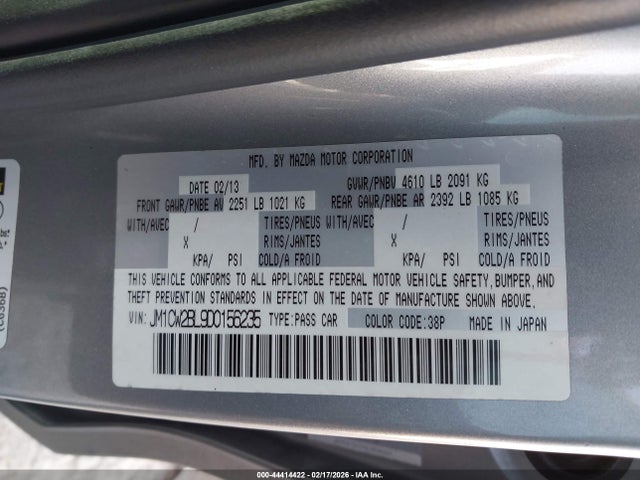 MFD. BY MAZDA MOTOR CORPORATION
DATE 02/13 GVWR/PNBV 4610 LB 2091 KG
FRONT GAWR/PNBE AV 2251 LB 1021 KG REAR GAWR/PNBE AR 2392 LB 1085 KG
WITH/AVEC / TIRES/PNEUS WITH/AVEC / TIRES/PNEUS
X RIMS/JANTES X RIMS/JANTES
KPA/ PSI COLD/A FROID KPA/ PSI COLD/A FROID
THIS VEHICLE CONFORMS TO ALL APPLICABLE FEDERAL MOTOR VEHICLE SAFETY, BUMPER, AND
THEFT PREVENTION STANDARDS IN EFFECT ON THE DATE OF MANUFACTURE SHOWN ABOVE.
VIN: JM1CW2BL9D0156235 TYPE:PASS CAR COLOR CODE:38P MADE IN JAPAN
(C636B)
000-44414422 - 02/17/2026 - IAA Inc.